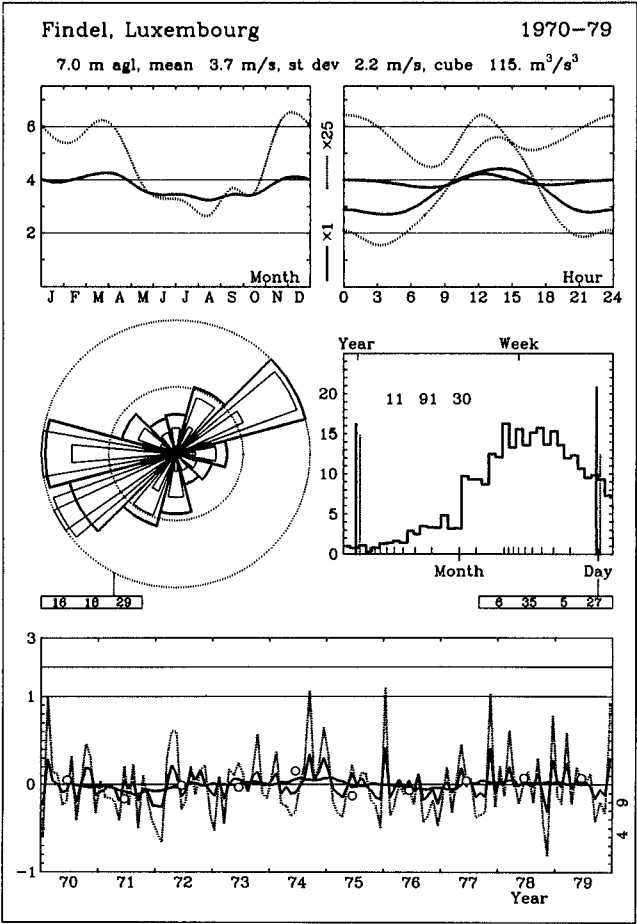 Findel, Luxembourg 1970-79
7.0 m agl, mean 3.7 m/s, st dev 2.2 m/s, cube 115. m³/s³
6
4
2
×25
×1
Month
Hour
J F M A M J J A S O N D
0 3 6 9 12 15 18 21 24
Year Week
20
15
10
5
0
11 91 30
Month Day
16 18 29
6 35 5 27
3
1
0
-1
9
4
70 71 72 73 74 75 76 77 78 79
Year